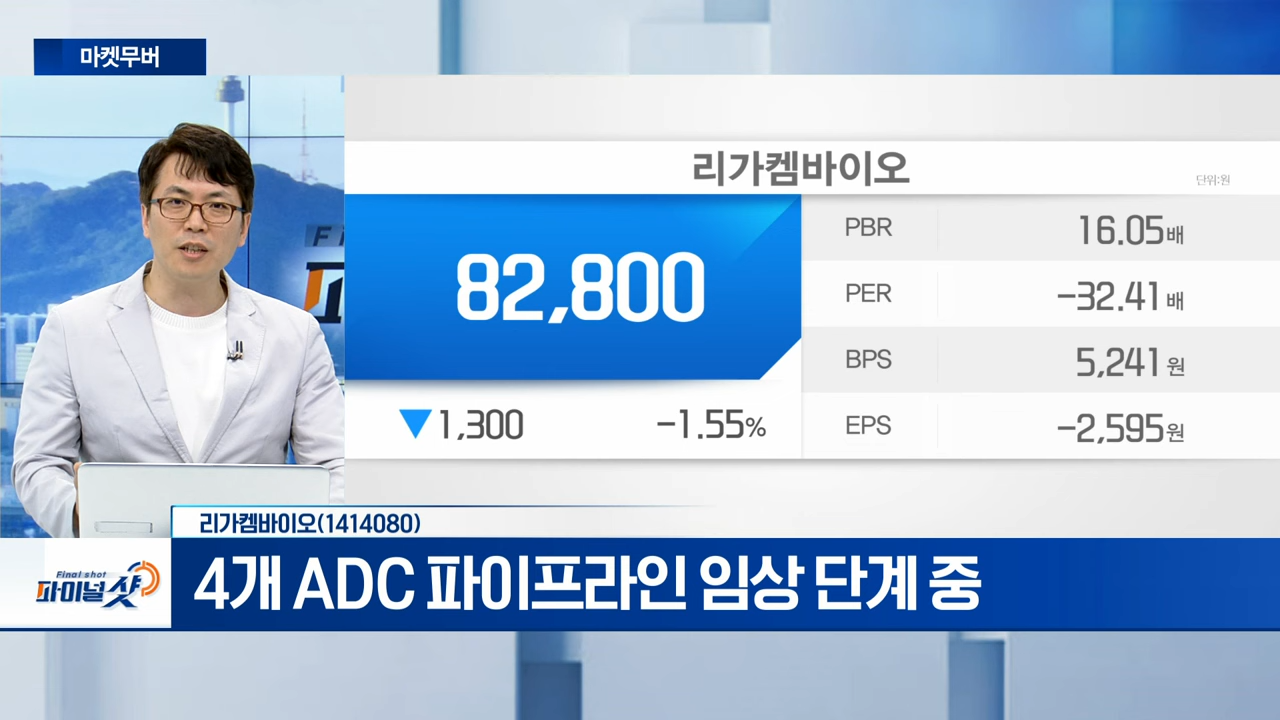 마켓무버
리가켐바이오
단위:원
82,800
▼1,300 -1.55%
PBR 16.05배
PER -32.41배
BPS 5,241원
EPS -2,595원
리가켐바이오(1414080)
Final shot
파이널샷
4개 ADC 파이프라인 임상 단계 중